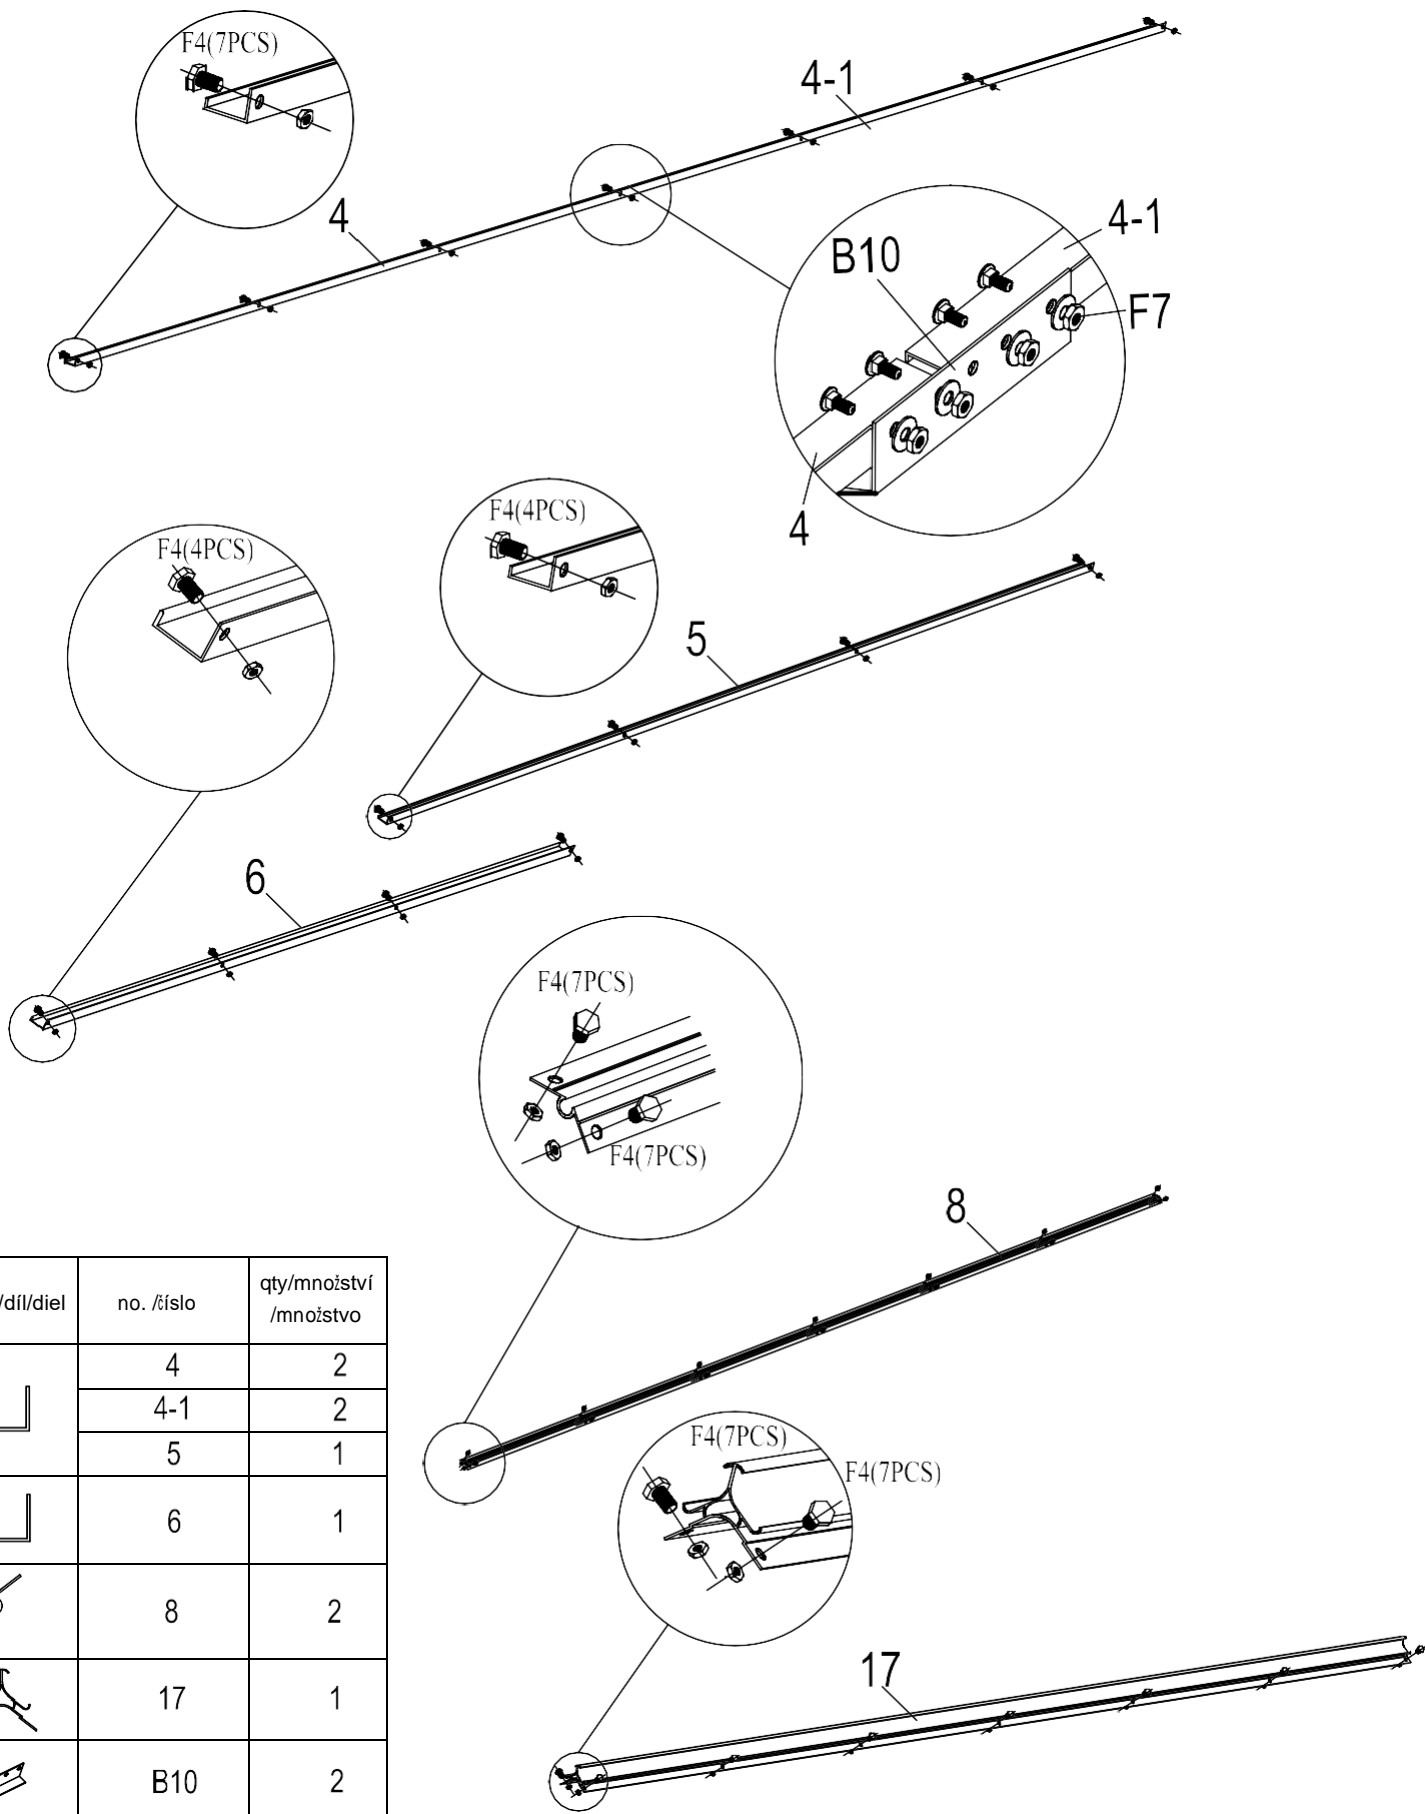 F4(7PCS)
4-1
4
4-1
B10
F7
4
F4(4PCS)
F4(4PCS)
5
6
F4(7PCS)
F4(7PCS)
8
F4(7PCS)
F4(7PCS)
17
/díl/diel no. /číslo qty/množství
/množstvo
4 2
4-1 2
5 1
6 1
8 2
17 1
B10 2